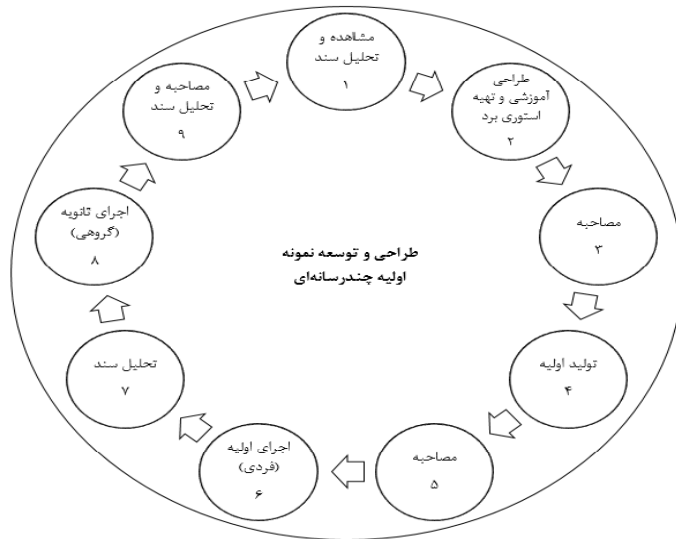 مشاهده و
تحلیل سند
۱
طراحی
آموزشی و تهیه
استوری برد
۲
مصاحبه
۳
تولید اولیه
۴
مصاحبه
۵
اجرای اولیه
(فردی)
۶
تحلیل سند
۷
اجرای ثانویه
(گروهی)
۸
مصاحبه و
تحلیل سند
۹
طراحی و توسعه نمونه
اولیه چندرسانه‌ای